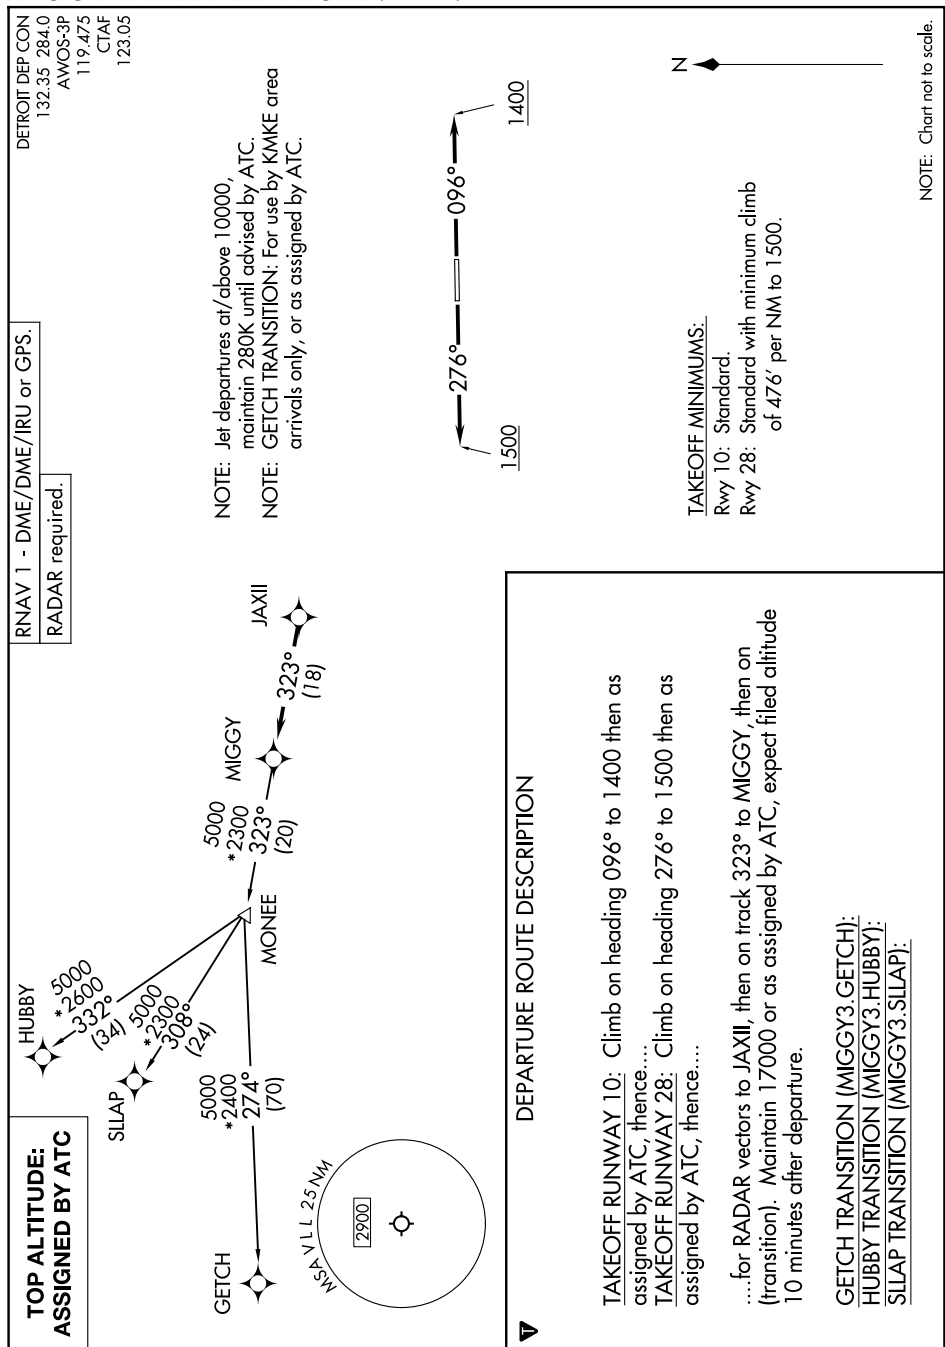 TOP ALTITUDE:
ASSIGNED BY ATC
RNAV 1 - DME/DME/IRU or GPS.
RADAR required.
DETROIT DEP CON
132.35 284.0
AWOS-3P
119.475
CTAF
123.05
HUBBY
5000
*2600
332°
(34)
SLLAP
5000
*2300
308°
(24)
GETCH
5000
*2400
274°
(70)
MONEE
5000
*2300
323°
(20)
MIGGY
323°
(18)
JAXII
MSA VLL 25 NM
2900
NOTE: Jet departures at/above 10000,
maintain 280K until advised by ATC.
NOTE: GETCH TRANSITION: For use by KMKE area
arrivals only, or as assigned by ATC.
1500
276°
096°
1400
TAKEOFF MINIMUMS:
Rwy 10: Standard.
Rwy 28: Standard with minimum climb
of 476' per NM to 1500.
N
NOTE: Chart not to scale.
T
DEPARTURE ROUTE DESCRIPTION
TAKEOFF RUNWAY 10: Climb on heading 096° to 1400 then as
assigned by ATC, thence....
TAKEOFF RUNWAY 28: Climb on heading 276° to 1500 then as
assigned by ATC, thence....
....for RADAR vectors to JAXII, then on track 323° to MIGGY, then on
(transition). Maintain 17000 or as assigned by ATC, expect filed altitude
10 minutes after departure.
GETCH TRANSITION (MIGGY3.GETCH):
HUBBY TRANSITION (MIGGY3.HUBBY):
SLLAP TRANSITION (MIGGY3.SLLAP):